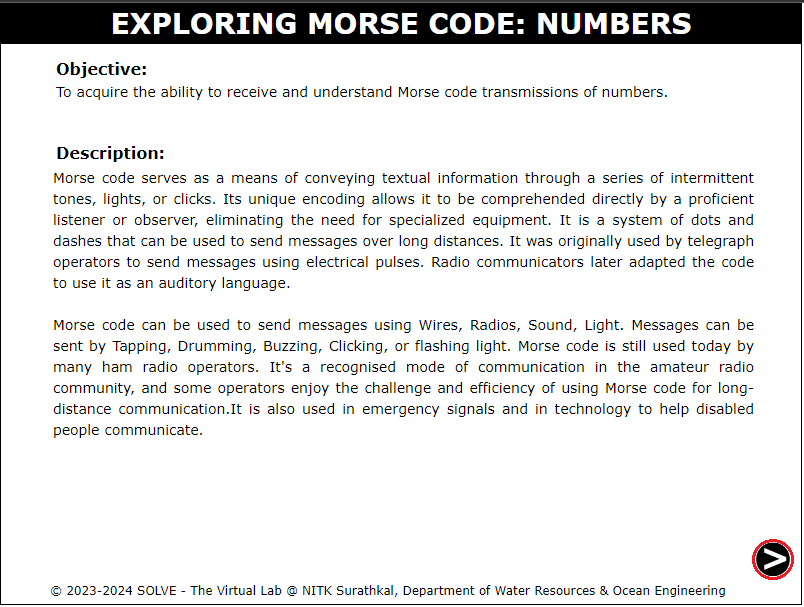 EXPLORING MORSE CODE: NUMBERS
Objective:
To acquire the ability to receive and understand Morse code transmissions of numbers.
Description:
Morse code serves as a means of conveying textual information through a series of intermittent
tones, lights, or clicks. Its unique encoding allows it to be comprehended directly by a proficient
listener or observer, eliminating the need for specialized equipment. It is a system of dots and
dashes that can be used to send messages over long distances. It was originally used by telegraph
operators to send messages using electrical pulses. Radio communicators later adapted the code
to use it as an auditory language.
Morse code can be used to send messages using Wires, Radios, Sound, Light. Messages can be
sent by Tapping, Drumming, Buzzing, Clicking, or flashing light. Morse code is still used today by
many ham radio operators. It's a recognised mode of communication in the amateur radio
community, and some operators enjoy the challenge and efficiency of using Morse code for long-
distance communication.It is also used in emergency signals and in technology to help disabled
people communicate.
© 2023-2024 SOLVE - The Virtual Lab @ NITK Surathkal, Department of Water Resources & Ocean Engineering